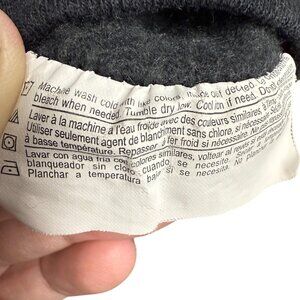 Machine wash cold with like colors,
bleach when needed. Tumble dry low. Cool iron if need.
Laver à la machine à l'eau froide avec des couleurs similaires, à l'
Utiliser seulement agent de blanchiment sans chlore, si nécessaire.
à basse température. Repasser à fer froid si nécessaire. N
Lavar con agua fria con colores similares, voltear al revés
blanqueador sin cloro cuando se necesite.
Planchar a temperatura baja si se necesita.